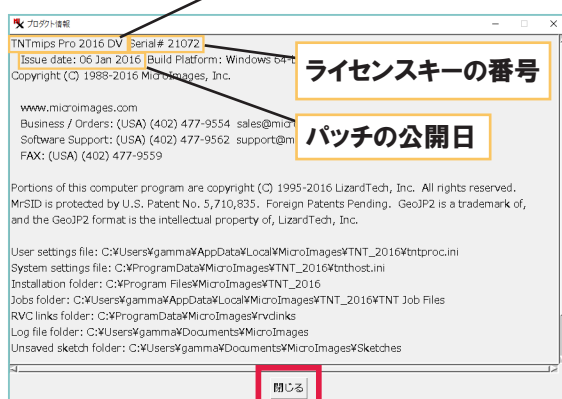 プロダクト情報
TNTmips Pro 2016 DV Serial# 21072
Issue date: 06 Jan 2016 Build Platform: Windows 64-b
ライセンスキーの番号
Copyright (C) 1988-2016 MicroImages, Inc.
www.microimages.com
Business / Orders: (USA) (402) 477-9554 sales@mic
パッチの公開日
Software Support: (USA) (402) 477-9562 support@m
FAX: (USA) (402) 477-9559
Portions of this computer program are copyright (C) 1995-2016 LizardTech, Inc. All rights reserved.
MrSID is protected by U.S. Patent No. 5,710,835. Foreign Patents Pending. GeoJP2 is a trademark of,
and the GeoJP2 format is the intellectual property of, LizardTech, Inc.
User settings file: C:¥Users¥gamma¥AppData¥Local¥MicroImages¥TNT_2016¥tntproc.ini
System settings file: C:¥ProgramData¥MicroImages¥TNT_2016¥tnthost.ini
Installation folder: C:¥Program Files¥MicroImages¥TNT_2016
Jobs folder: C:¥Users¥gamma¥AppData¥Local¥MicroImages¥TNT_2016¥TNT Job Files
RVC links folder: C:¥ProgramData¥MicroImages¥rvclinks
Log file folder: C:¥Users¥gamma¥Documents¥MicroImages
Unsaved sketch folder: C:¥Users¥gamma¥Documents¥MicroImages¥Sketches
閉じる